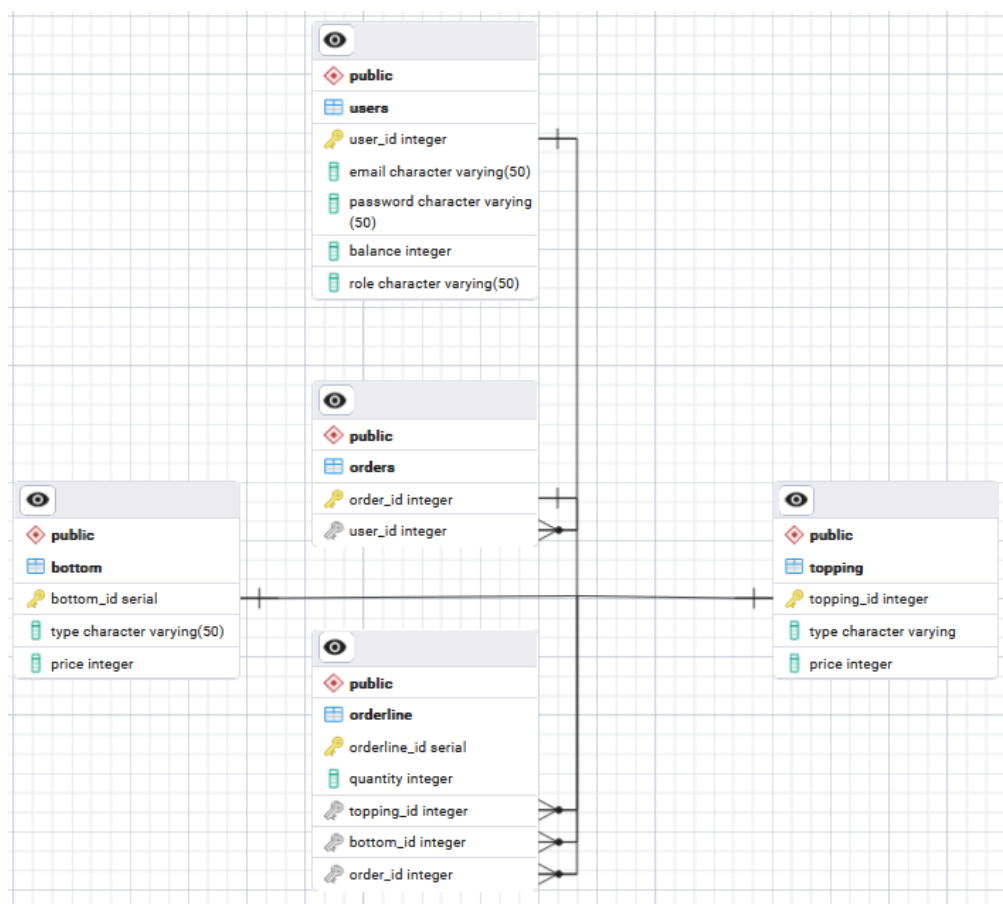 public
users
user_id integer
email character varying(50)
password character varying
(50)
balance integer
role character varying(50)
public
orders
order_id integer
user_id integer
public
bottom
bottom_id serial
type character varying(50)
price integer
public
topping
topping_id integer
type character varying
price integer
public
orderline
orderline_id serial
quantity integer
topping_id integer
bottom_id integer
order_id integer